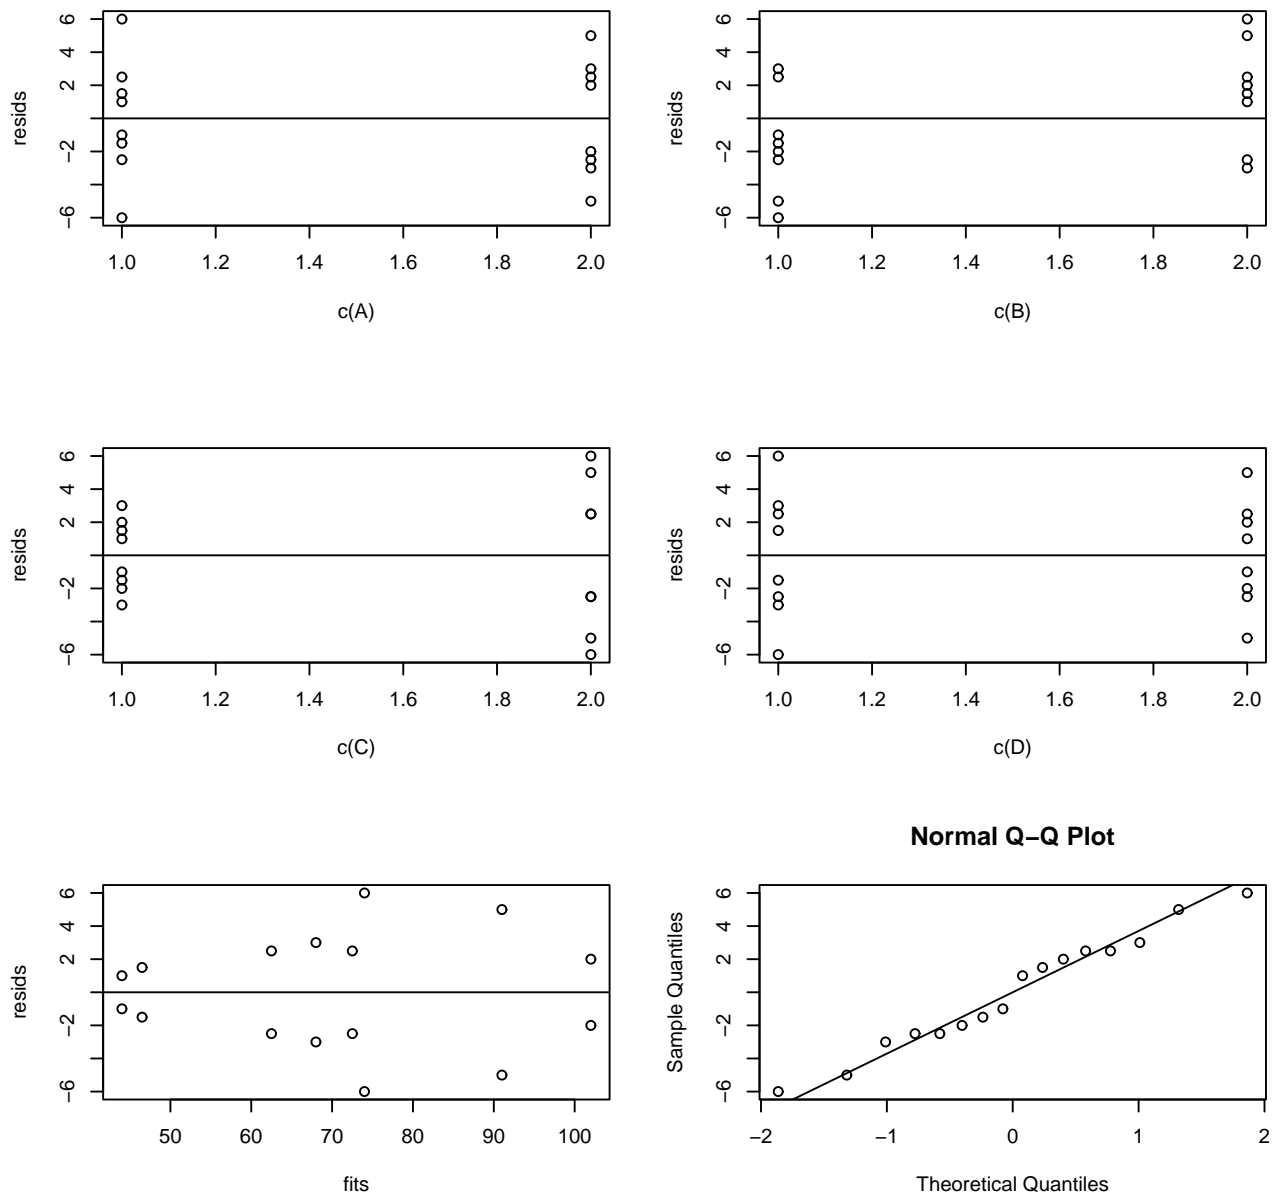 6
4
2
−2
−6
resids
1.0 1.2 1.4 1.6 1.8 2.0
c(A)
6
4
2
−2
−6
resids
1.0 1.2 1.4 1.6 1.8 2.0
c(B)
6
4
2
−2
−6
resids
1.0 1.2 1.4 1.6 1.8 2.0
c(C)
6
4
2
−2
−6
resids
1.0 1.2 1.4 1.6 1.8 2.0
c(D)
6
4
2
−2
−6
resids
50 60 70 80 90 100
fits
Normal Q−Q Plot
6
4
2
−2
−6
Sample Quantiles
−2 −1 0 1 2
Theoretical Quantiles